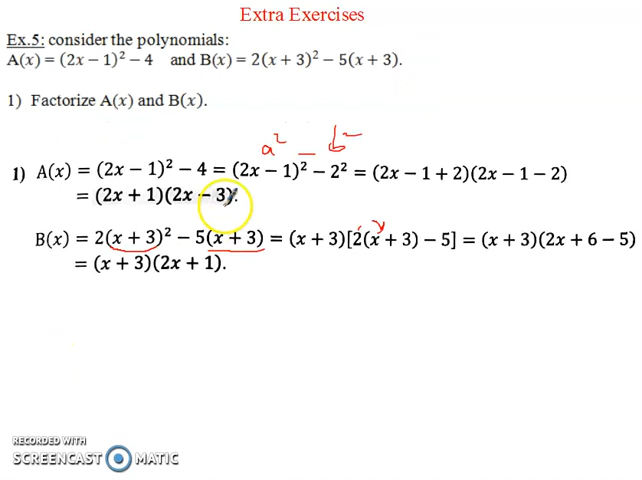 Extra Exercises
Ex.5: consider the polynomials:
A(x) = (2x − 1)² − 4 and B(x) = 2(x + 3)² − 5(x + 3).
1) Factorize A(x) and B(x).
a² − b²
1) A(x) = (2x − 1)² − 4 = (2x − 1)² − 2² = (2x − 1 + 2)(2x − 1 − 2)
= (2x + 1)(2x − 3).
B(x) = 2(x + 3)² − 5(x + 3) = (x + 3)[2(x + 3) − 5] = (x + 3)(2x + 6 − 5)
= (x + 3)(2x + 1).
RECORDED WITH
SCREENCAST MATIC